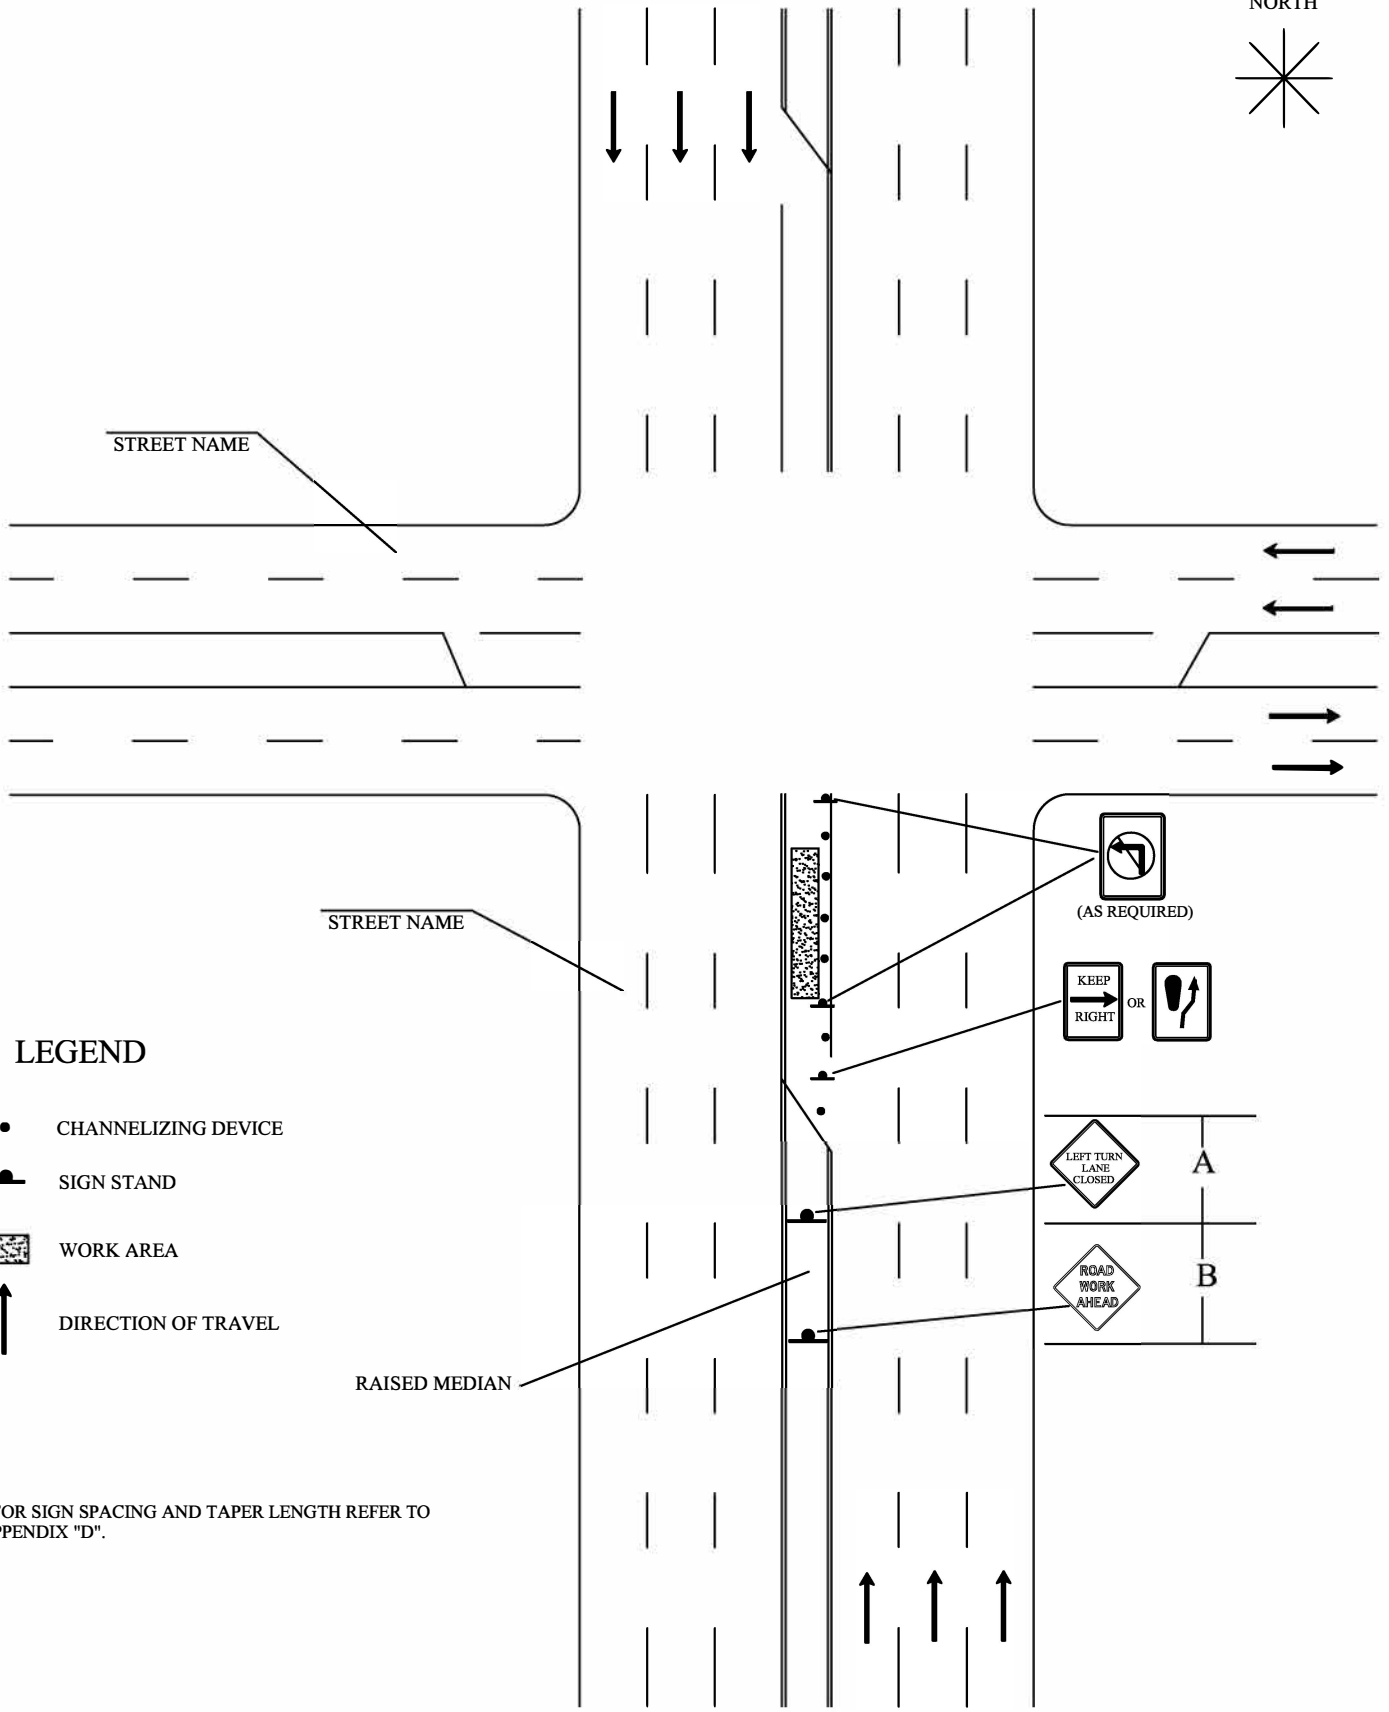 NORTH
STREET NAME
(AS REQUIRED)
STREET NAME
KEEP
RIGHT
OR
LEGEND
CHANNELIZING DEVICE
SIGN STAND
WORK AREA
DIRECTION OF TRAVEL
LEFT TURN
LANE
CLOSED
A
ROAD
WORK
AHEAD
B
RAISED MEDIAN
OR SIGN SPACING AND TAPER LENGTH REFER TO
PPENDIX "D".